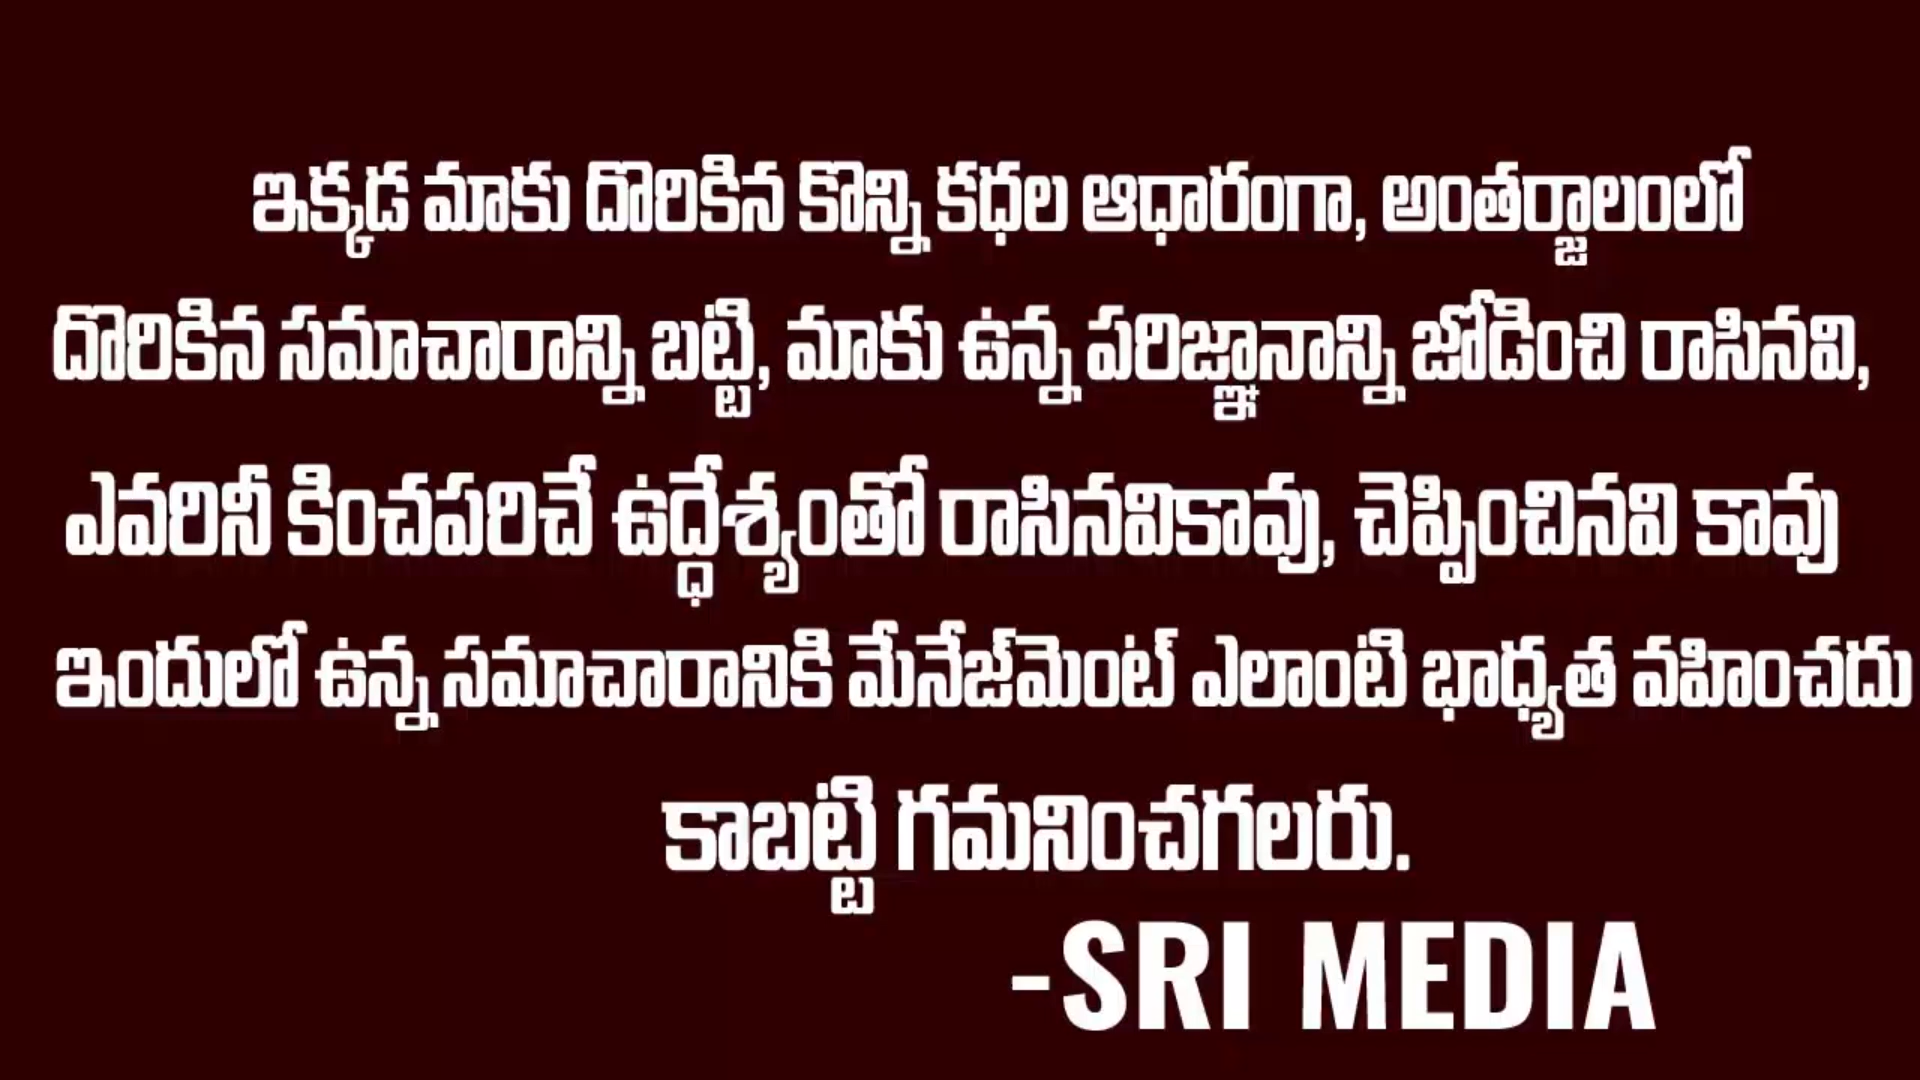 ఇక్కడ మాకు దొరికిన కొన్ని కధల ఆధారంగా, అంతర్జాలంలో
దొరికిన సమాచారాన్ని బట్టి, మాకు ఉన్న పరిజ్ఞానాన్ని జోడించి రాసినవి,
ఎవరినీ కించపరిచే ఉద్ధేశ్యంతో రాసినవికావు, చెప్పించినవి కావు
ఇందులో ఉన్న సమాచారానికి మేనేజ్‌మెంట్ ఎలాంటి భాధ్యత వహించదు
కాబట్టి గమనించగలరు.
-SRI MEDIA